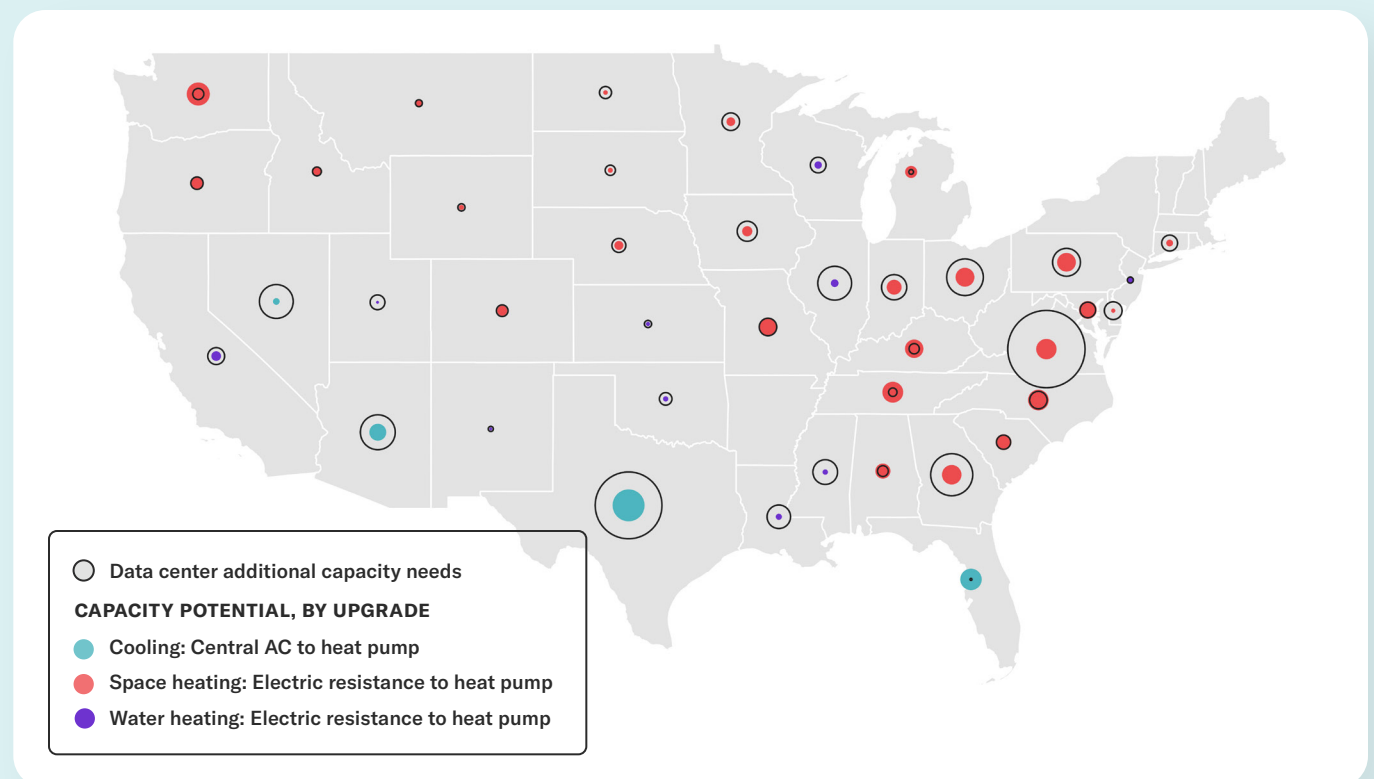 Data center additional capacity needs
CAPACITY POTENTIAL, BY UPGRADE
Cooling: Central AC to heat pump
Space heating: Electric resistance to heat pump
Water heating: Electric resistance to heat pump